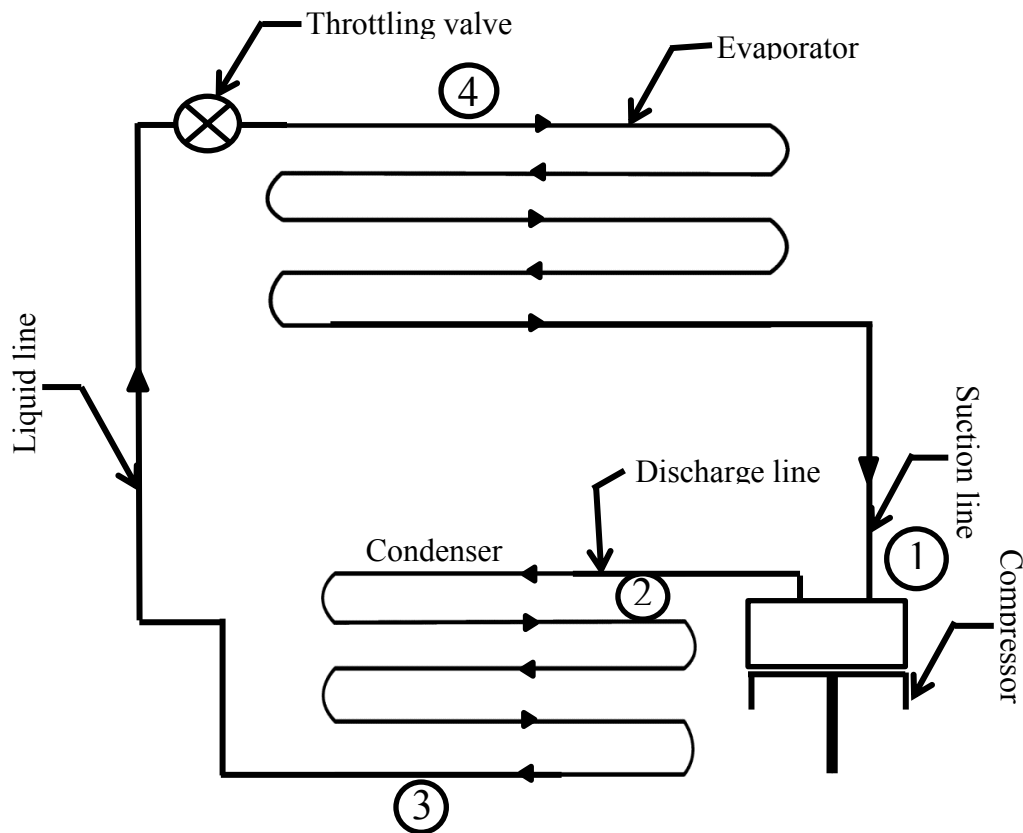 Throttling valve
Evaporator
4
Liquid line
Suction line
Discharge line
1
Condenser
2
Compressor
3